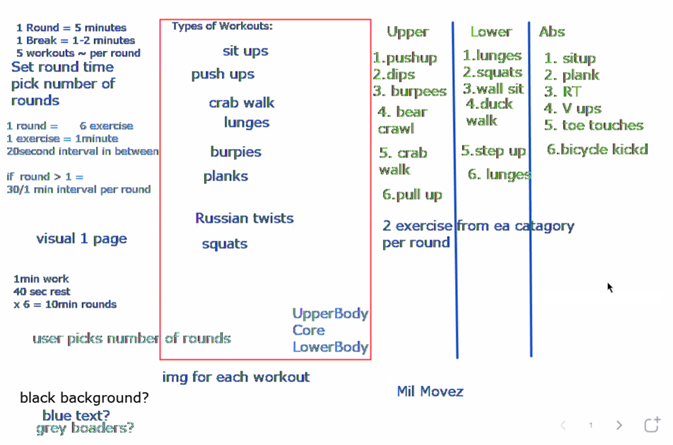 1 Round = 5 minutes
1 Break = 1-2 minutes
5 workouts ~ per round
Set round time
pick number of
rounds
1 round = 6 exercise
1 exercise = 1minute
20second interval in between
if round > 1 =
30/1 min interval per round
visual 1 page
1min work
40 sec rest
x 6 = 10min rounds
user picks number of rounds
black background?
blue text?
grey boaders?
Types of Workouts:
sit ups
push ups
crab walk
lunges
burpies
planks
Russian twists
squats
UpperBody
Core
LowerBody
img for each workout
Upper
1.pushup
2.dips
3. burpees
4. bear
crawl
5. crab
walk
6.pull up
Lower
1.lunges
2.squats
3.wall sit
4.duck
walk
5.step up
6. lunges
Abs
1. situp
2. plank
3. RT
4. V ups
5. toe touches
6.bicycle kickd
2 exercise from ea catagory
per round
Mil Movez
1